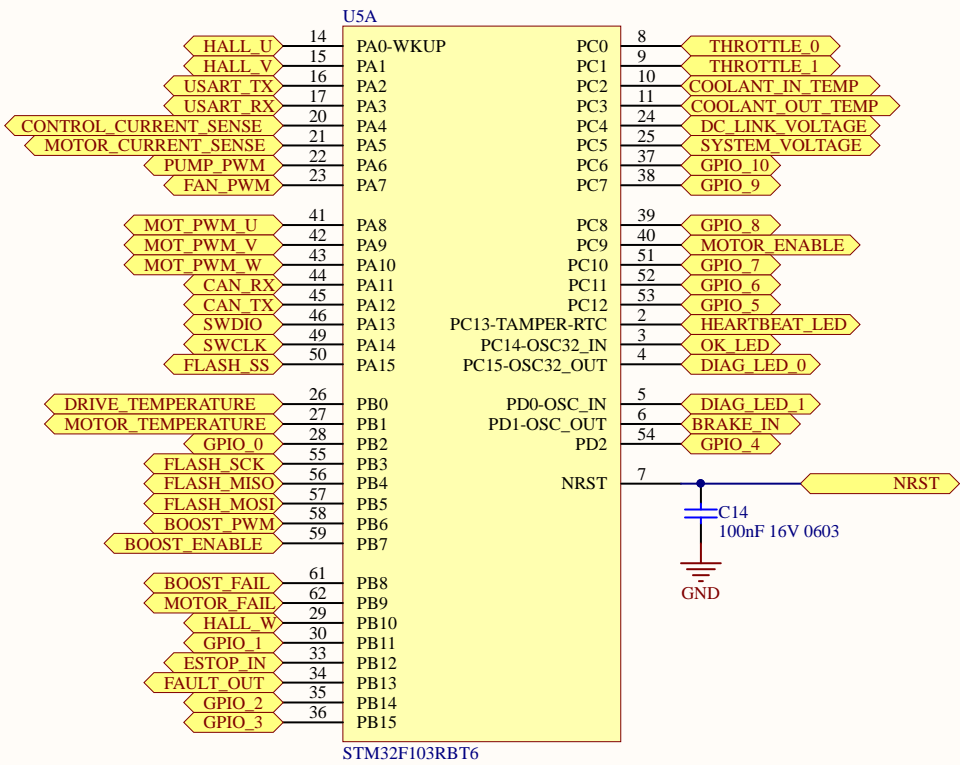 U5A
HALL_U 14 PA0-WKUP PC0 8 THROTTLE_0
HALL_V 15 PA1 PC1 9 THROTTLE_1
USART_TX 16 PA2 PC2 10 COOLANT_IN_TEMP
USART_RX 17 PA3 PC3 11 COOLANT_OUT_TEMP
CONTROL_CURRENT_SENSE 20 PA4 PC4 24 DC_LINK_VOLTAGE
MOTOR_CURRENT_SENSE 21 PA5 PC5 25 SYSTEM_VOLTAGE
PUMP_PWM 22 PA6 PC6 37 GPIO_10
FAN_PWM 23 PA7 PC7 38 GPIO_9
MOT_PWM_U 41 PA8 PC8 39 GPIO_8
MOT_PWM_V 42 PA9 PC9 40 MOTOR_ENABLE
MOT_PWM_W 43 PA10 PC10 51 GPIO_7
CAN_RX 44 PA11 PC11 52 GPIO_6
CAN_TX 45 PA12 PC12 53 GPIO_5
SWDIO 46 PA13 PC13-TAMPER-RTC 2 HEARTBEAT_LED
SWCLK 49 PA14 PC14-OSC32_IN 3 OK_LED
FLASH_SS 50 PA15 PC15-OSC32_OUT 4 DIAG_LED_0
DRIVE_TEMPERATURE 26 PB0 PD0-OSC_IN 5 DIAG_LED_1
MOTOR_TEMPERATURE 27 PB1 PD1-OSC_OUT 6 BRAKE_IN
GPIO_0 28 PB2 PD2 54 GPIO_4
FLASH_SCK 55 PB3
FLASH_MISO 56 PB4 NRST 7 NRST
FLASH_MOSI 57 PB5
C14
BOOST_PWM 58 PB6
100nF 16V 0603
BOOST_ENABLE 59 PB7
BOOST_FAIL 61 PB8
GND
MOTOR_FAIL 62 PB9
HALL_W 29 PB10
GPIO_1 30 PB11
ESTOP_IN 33 PB12
FAULT_OUT 34 PB13
GPIO_2 35 PB14
GPIO_3 36 PB15
STM32F103RBT6